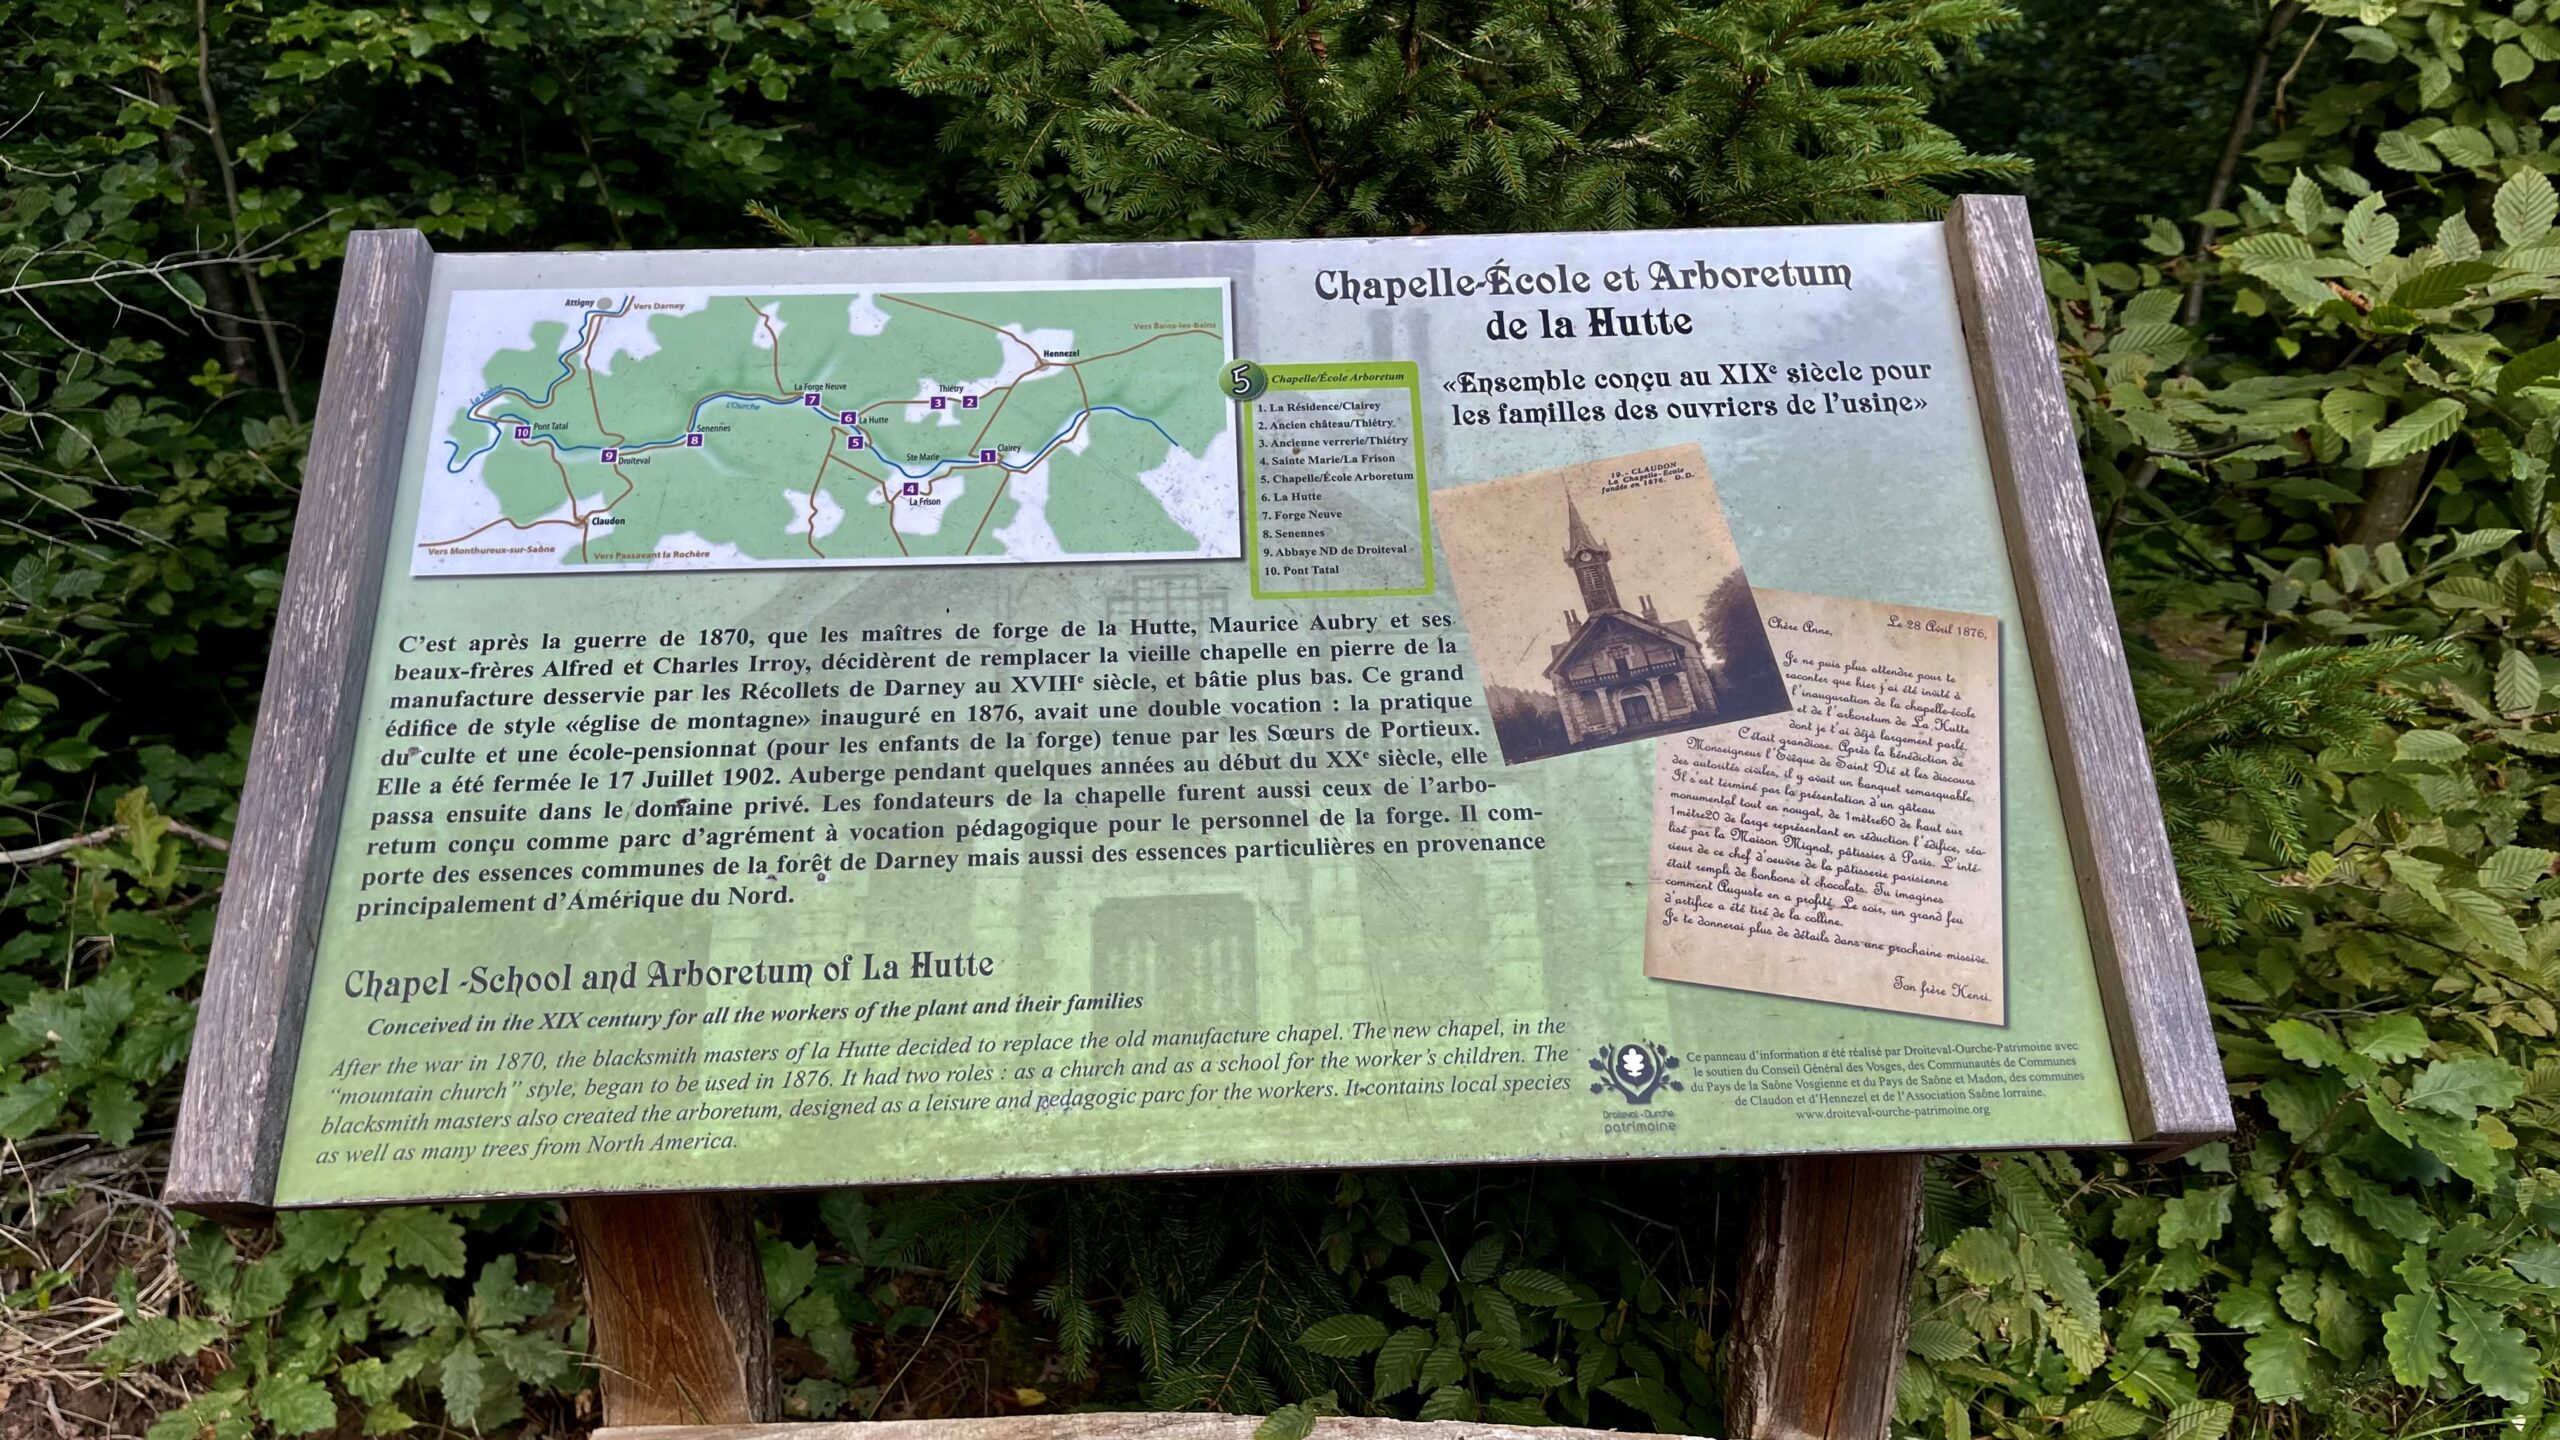 Chapelle-École et Arboretum
de la Hutte
«Ensemble conçu au XIXe siècle pour
les familles des ouvriers de l'usine»
Attigny
Vers Darney
Vers Bains-les-Bains
Hennezel
La Saône
La Forge Neuve
7
Thiétry
3
2
L'Ourche
6
La Hutte
5
10
Pont Tatal
8
Senennes
9
Droiteval
Ste Marie
1
Clairey
4
La Frison
Claudon
Vers Monthureux-sur-Saône
Vers Passavant la Rochère
5
Chapelle/École Arboretum
1. La Résidence/Clairey
2. Ancien château/Thiétry
3. Ancienne verrerie/Thiétry
4. Sainte Marie/La Frison
5. Chapelle/École Arboretum
6. La Hutte
7. Forge Neuve
8. Senennes
9. Abbaye ND de Droiteval
10. Pont Tatal
19. - CLAUDON
La Chapelle-Ecole
fondée en 1876. D.D.
C'est après la guerre de 1870, que les maîtres de forge de la Hutte, Maurice Aubry et ses
beaux-frères Alfred et Charles Irroy, décidèrent de remplacer la vieille chapelle en pierre de la
manufacture desservie par les Récollets de Darney au XVIIIe siècle, et bâtie plus bas. Ce grand
édifice de style «église de montagne» inauguré en 1876, avait une double vocation : la pratique
du culte et une école-pensionnat (pour les enfants de la forge) tenue par les Sœurs de Portieux.
Elle a été fermée le 17 Juillet 1902. Auberge pendant quelques années au début du XXe siècle, elle
passa ensuite dans le domaine privé. Les fondateurs de la chapelle furent aussi ceux de l'arbo-
retum conçu comme parc d'agrément à vocation pédagogique pour le personnel de la forge. Il com-
porte des essences communes de la forêt de Darney mais aussi des essences particulières en provenance
principalement d'Amérique du Nord.
Le 28 Avril 1876,
Chère Anne,
Je ne puis plus attendre pour te
raconter que hier j'ai été invité à
l'inauguration de la chapelle-école
et de l'arboretum de La Hutte
dont je t'ai déjà largement parlé.
C'était grandiose. Après la bénédiction de
Monseigneur l'Evêque de Saint Dié et les discours
des autorités civiles, il y avait un banquet remarquable.
Il s'est terminé par la présentation d'un gâteau
monumental tout en nougat, de 1mètre60 de haut sur
1mètre20 de large représentant en réduction l'édifice, réa-
lisé par la Maison Mignot, pâtissier à Paris. L'inté-
rieur de ce chef d'oeuvre de la pâtisserie parisienne
était rempli de bonbons et chocolats. Tu imagines
comment Auguste en a profité. Le soir, un grand feu
d'artifice a été tiré de la colline.
Je te donnerai plus de détails dans une prochaine missive.
Ton frère Henri.
Chapel -School and Arboretum of La Hutte
Conceived in the XIX century for all the workers of the plant and their families
After the war in 1870, the blacksmith masters of la Hutte decided to replace the old manufacture chapel. The new chapel, in the
"mountain church" style, began to be used in 1876. It had two roles : as a church and as a school for the worker's children. The
blacksmith masters also created the arboretum, designed as a leisure and pedagogic parc for the workers. It contains local species
as well as many trees from North America.
Droiteval - Ourche
patrimoine
Ce panneau d'information a été réalisé par Droiteval-Ourche-Patrimoine avec
le soutien du Conseil Général des Vosges, des Communautés de Communes
du Pays de la Saône Vosgienne et du Pays de Saône et Madon, des communes
de Claudon et d'Hennezel et de l'Association Saône lorraine.
www.droiteval-ourche-patrimoine.org